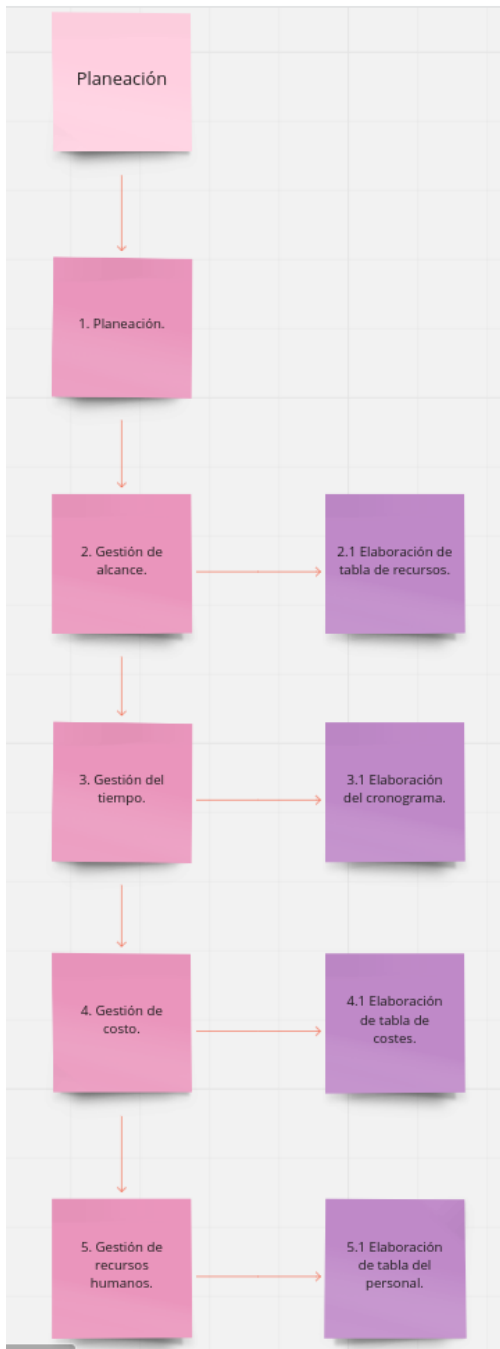 Planeación
1. Planeación.
2. Gestión de
alcance.
2.1 Elaboración de
tabla de recursos.
3. Gestión del
tiempo.
3.1 Elaboración
del cronograma.
4. Gestión de
costo.
4.1 Elaboración
de tabla de
costes.
5. Gestión de
recursos
humanos.
5.1 Elaboración
de tabla del
personal.